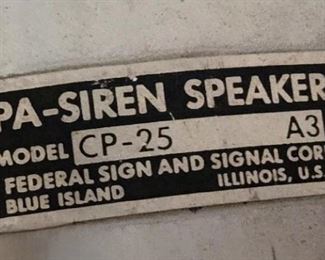 PA-SIREN SPEAKER
MODEL CP-25 A3
FEDERAL SIGN AND SIGNAL COR
BLUE ISLAND ILLINOIS, U.S.